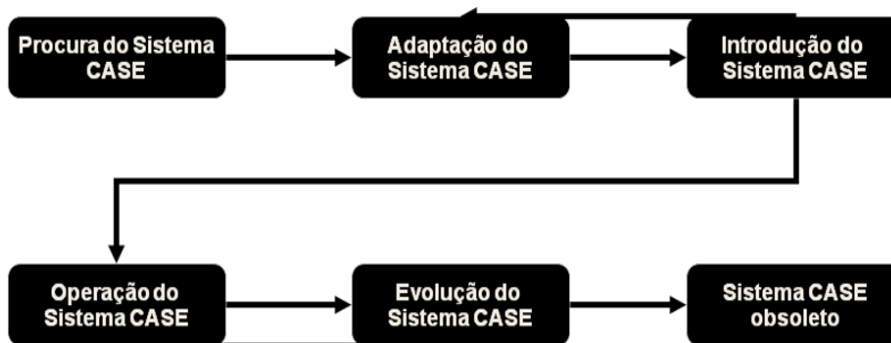 Procura do Sistema
CASE
Adaptação do
Sistema CASE
Introdução do
Sistema CASE
Operação do
Sistema CASE
Evolução do
Sistema CASE
Sistema CASE
obsoleto